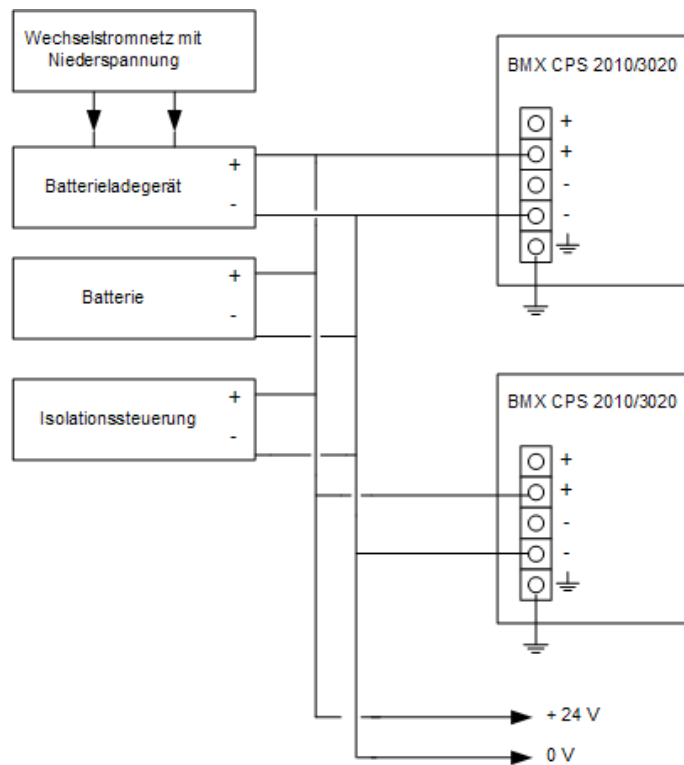 Wechselstromnetz mit
Niederspannung
BMX CPS 2010/3020
+
+
-
-
+
Batterieladegerät
-
+
Batterie
-
+
Isolationssteuerung
-
BMX CPS 2010/3020
+
+
-
-
+ 24 V
0 V